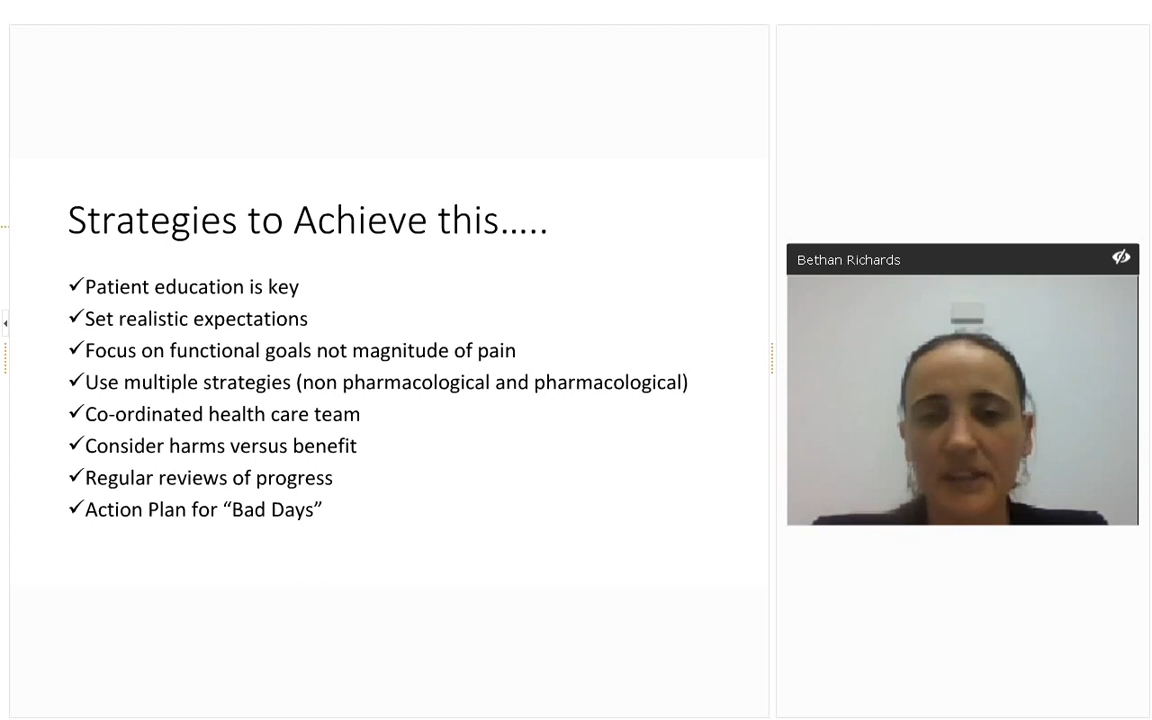 Strategies to Achieve this.....
✓Patient education is key
✓Set realistic expectations
✓Focus on functional goals not magnitude of pain
✓Use multiple strategies (non pharmacological and pharmacological)
✓Co-ordinated health care team
✓Consider harms versus benefit
✓Regular reviews of progress
✓Action Plan for “Bad Days”
Bethan Richards